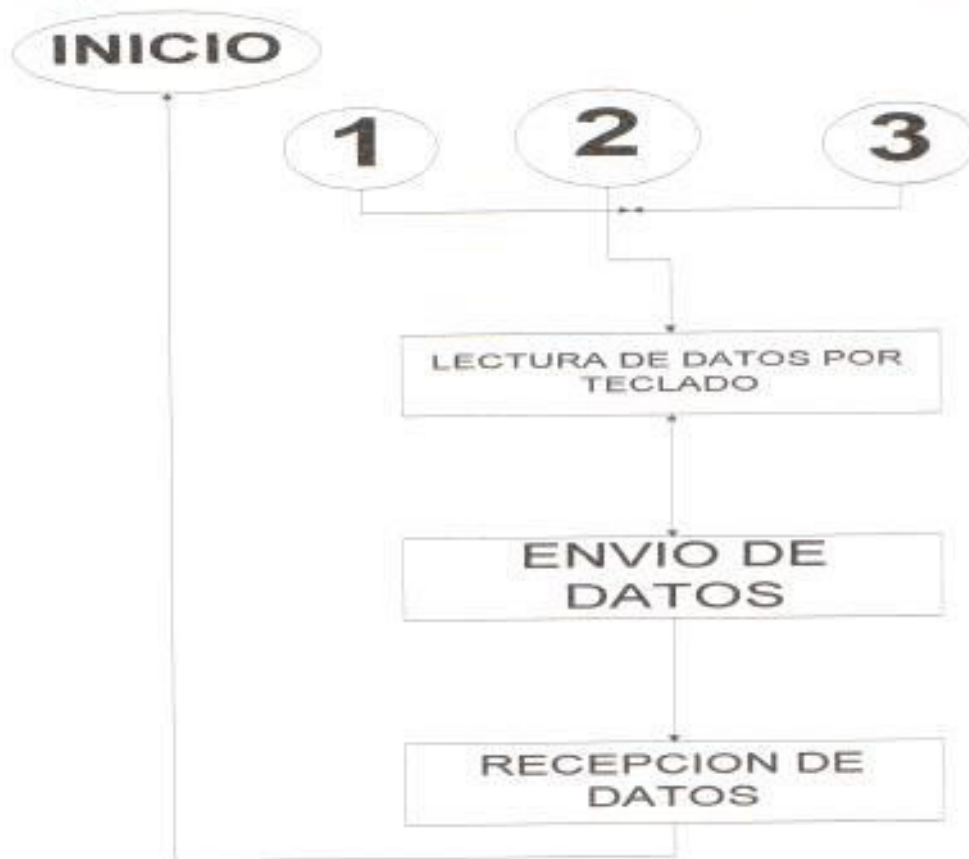 INICIO
1 2 3
LECTURA DE DATOS POR
TECLADO
ENVIO DE
DATOS
RECEPCION DE
DATOS